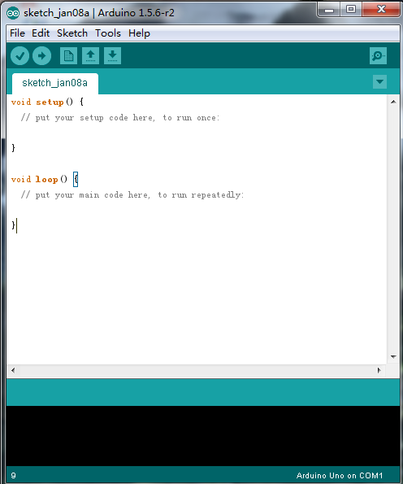 sketch_jan08a | Arduino 1.5.6-r2
File Edit Sketch Tools Help
sketch_jan08a
void setup() {
// put your setup code here, to run once:
}
void loop() {
// put your main code here, to run repeatedly:
}
9 Arduino Uno on COM1